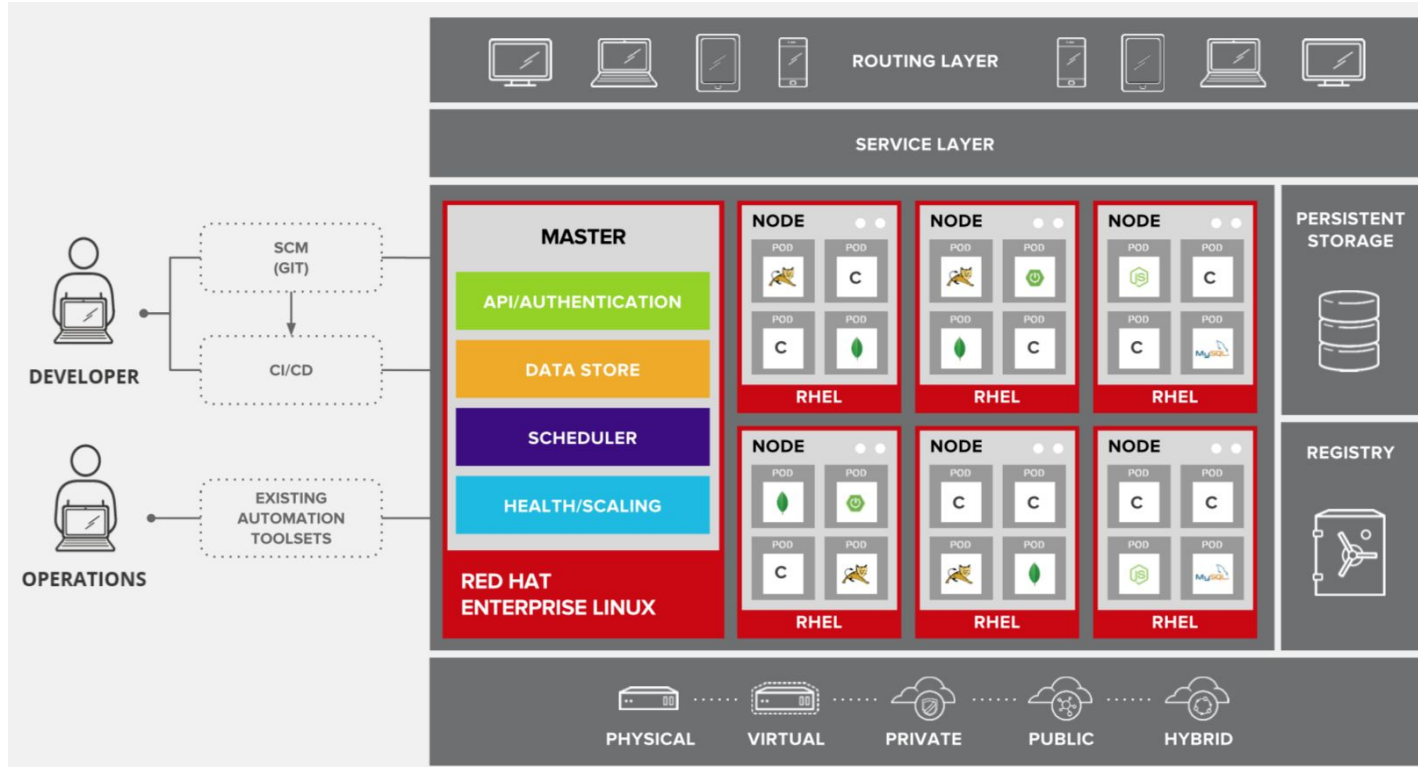 ROUTING LAYER
SERVICE LAYER
SCM
(GIT)
CI/CD
DEVELOPER
EXISTING
AUTOMATION
TOOLSETS
OPERATIONS
MASTER
API/AUTHENTICATION
DATA STORE
SCHEDULER
HEALTH/SCALING
RED HAT
ENTERPRISE LINUX
NODE
POD POD
C
POD POD
C
RHEL
NODE
POD POD
POD POD
C
RHEL
NODE
POD POD
JS C
POD POD
C MySQL
RHEL
NODE
POD POD
POD POD
C
RHEL
NODE
POD POD
C C
POD POD
RHEL
NODE
POD POD
C C
POD POD
JS MySQL
RHEL
PERSISTENT
STORAGE
REGISTRY
PHYSICAL VIRTUAL PRIVATE PUBLIC HYBRID